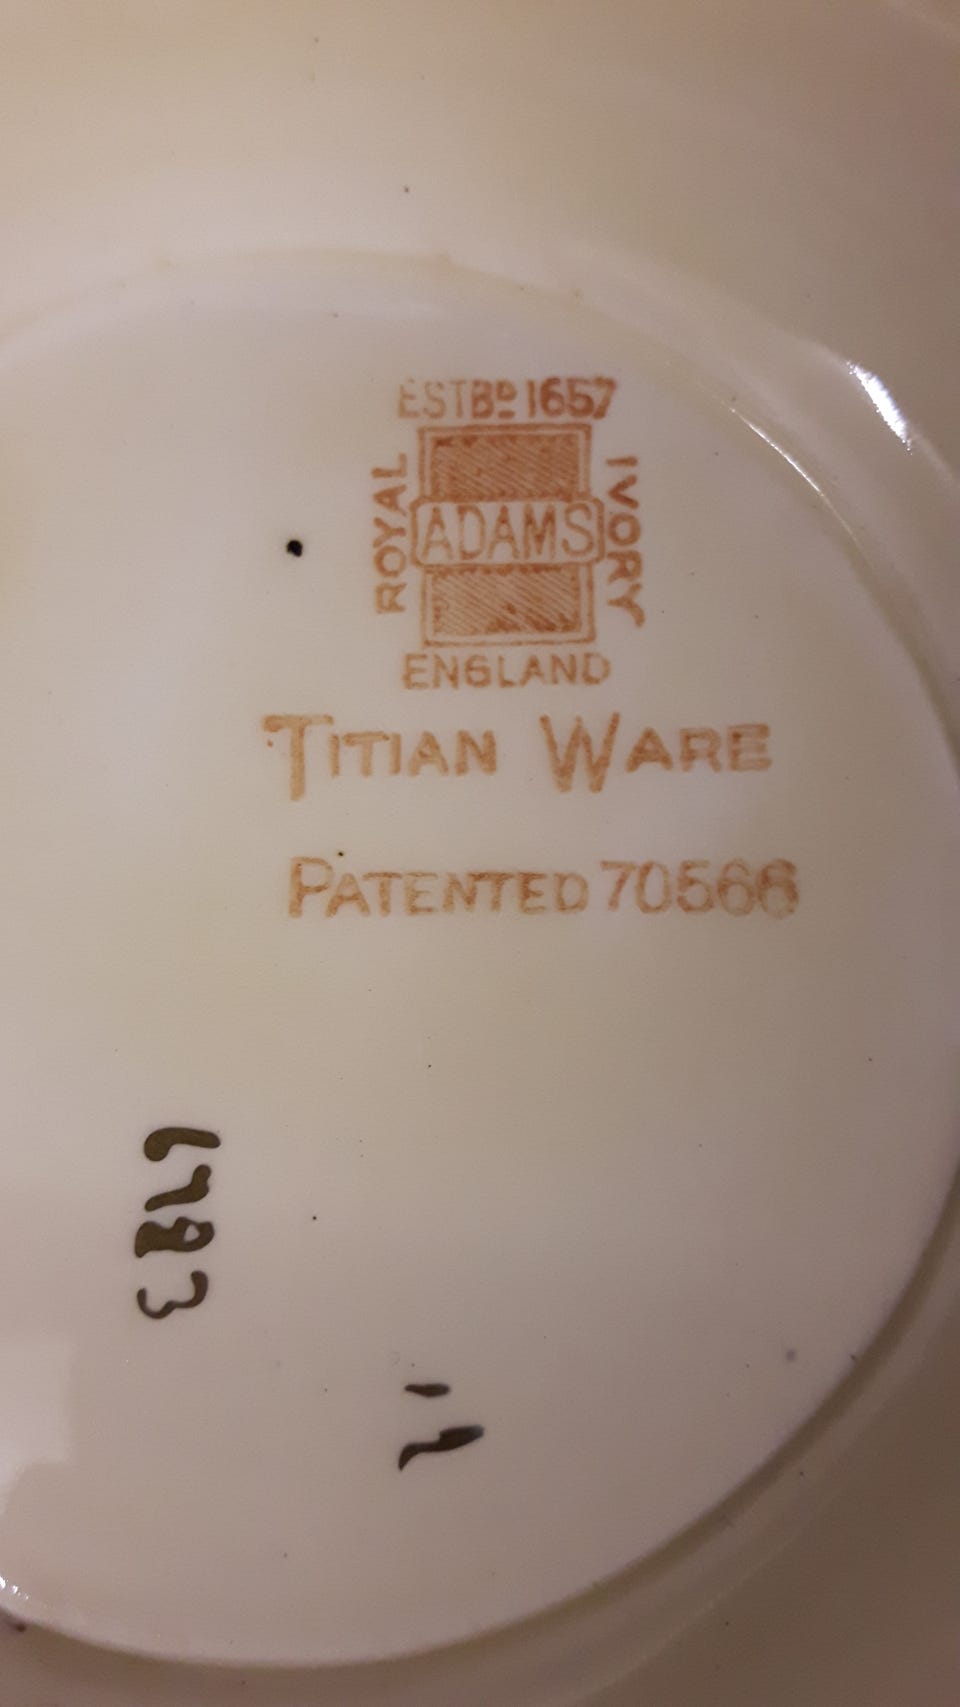 ESTBD 1657
ROYAL
ADAMS
IVORY
ENGLAND
TITIAN WARE
PATENTED 70566